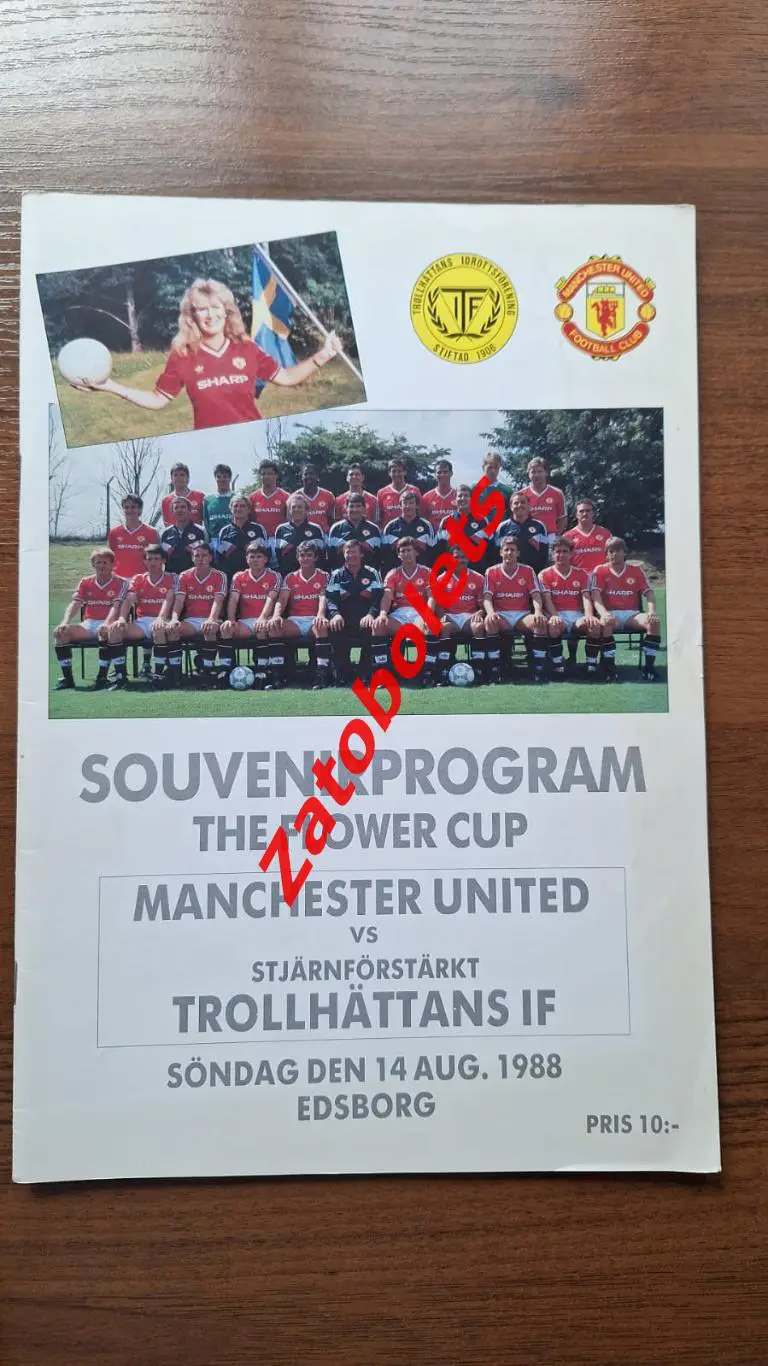 TROLLHÄTTANS IDROTTSFÖRENING
TIF
STIFTAD 1906
MANCHESTER UNITED
FOOTBALL CLUB
SHARP
SOUVENIRPROGRAM
THE FLOWER CUP
MANCHESTER UNITED
VS
STJÄRNFÖRSTÄRKT
TROLLHÄTTANS IF
SÖNDAG DEN 14 AUG. 1988
EDSBORG
PRIS 10:-
Zatobolets